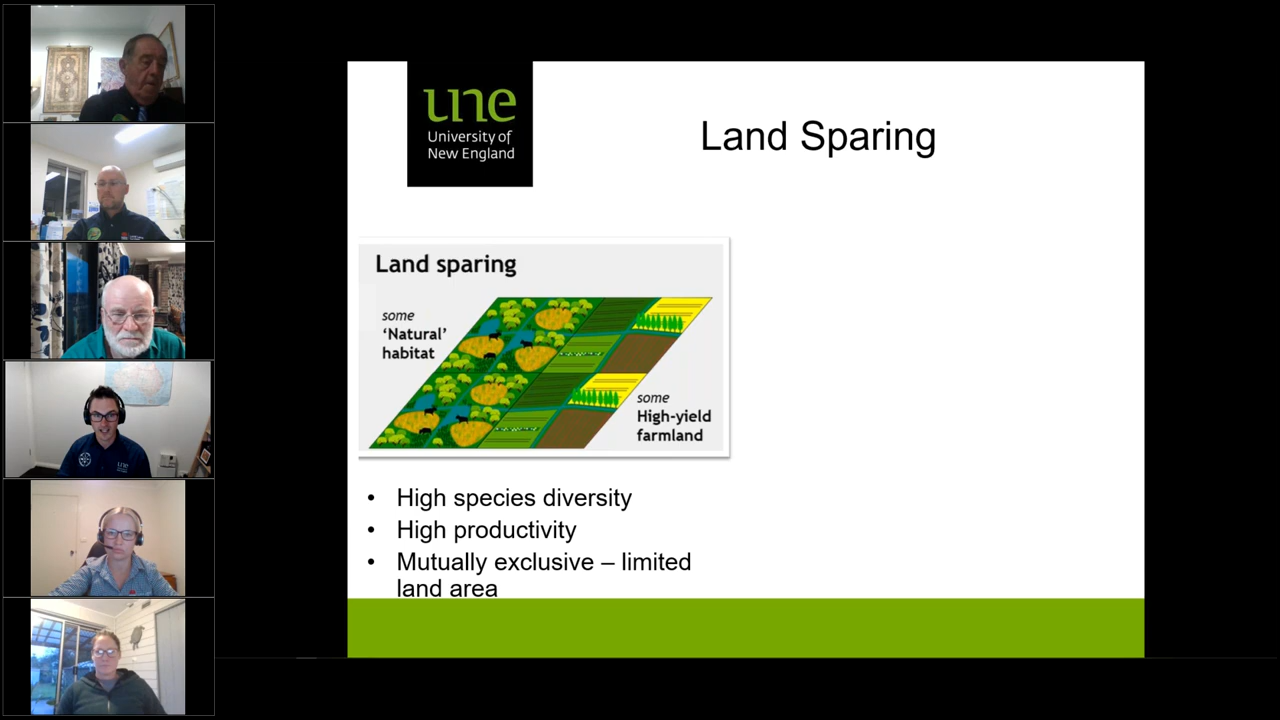 une
University of
New England
Land Sparing
Land sparing
some
'Natural'
habitat
some
High-yield
farmland
• High species diversity
• High productivity
• Mutually exclusive – limited
land area
une